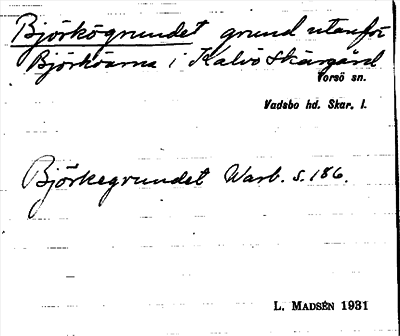 Björkögrundet grund utanför
Björköarna i Kalvö Skärgård
Torsö sn.
Vadsbo hd. Skar. l.
Björkegrundet Warb. s. 186.
L. MADSÉN 1931